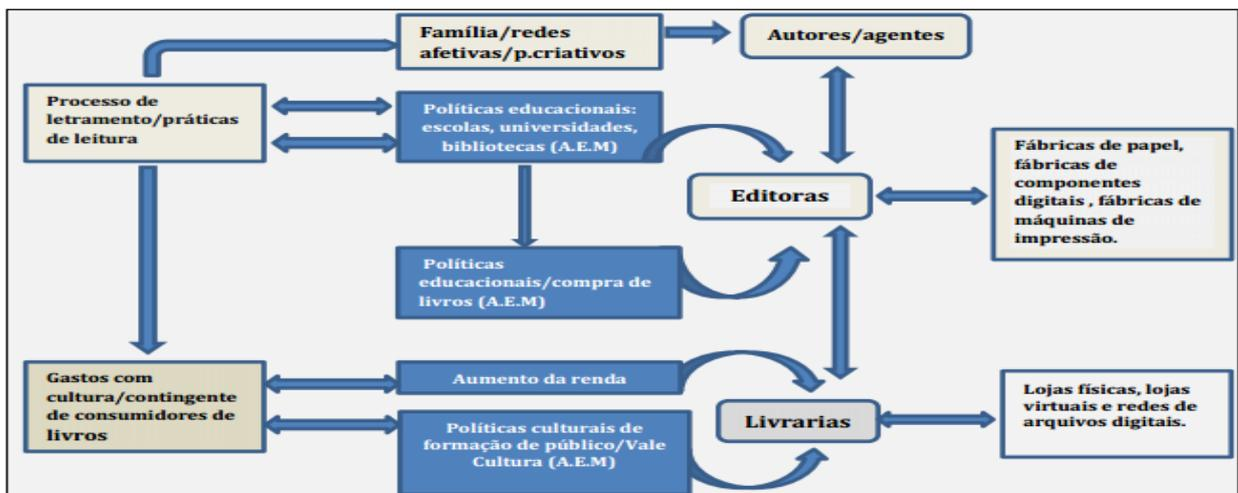 Família/redes
afetivas/p.criativos
Autores/agentes
Processo de
letramento/práticas
de leitura
Políticas educacionais:
escolas, universidades,
bibliotecas (A.E.M)
Fábricas de papel,
fábricas de
componentes
digitais , fábricas de
máquinas de
impressão.
Editoras
Políticas
educacionais/compra de
livros (A.E.M)
Gastos com
cultura/contingente
de consumidores de
livros
Aumento da renda
Políticas culturais de
formação de público/Vale
Cultura (A.E.M)
Livrarias
Lojas físicas, lojas
virtuais e redes de
arquivos digitais.